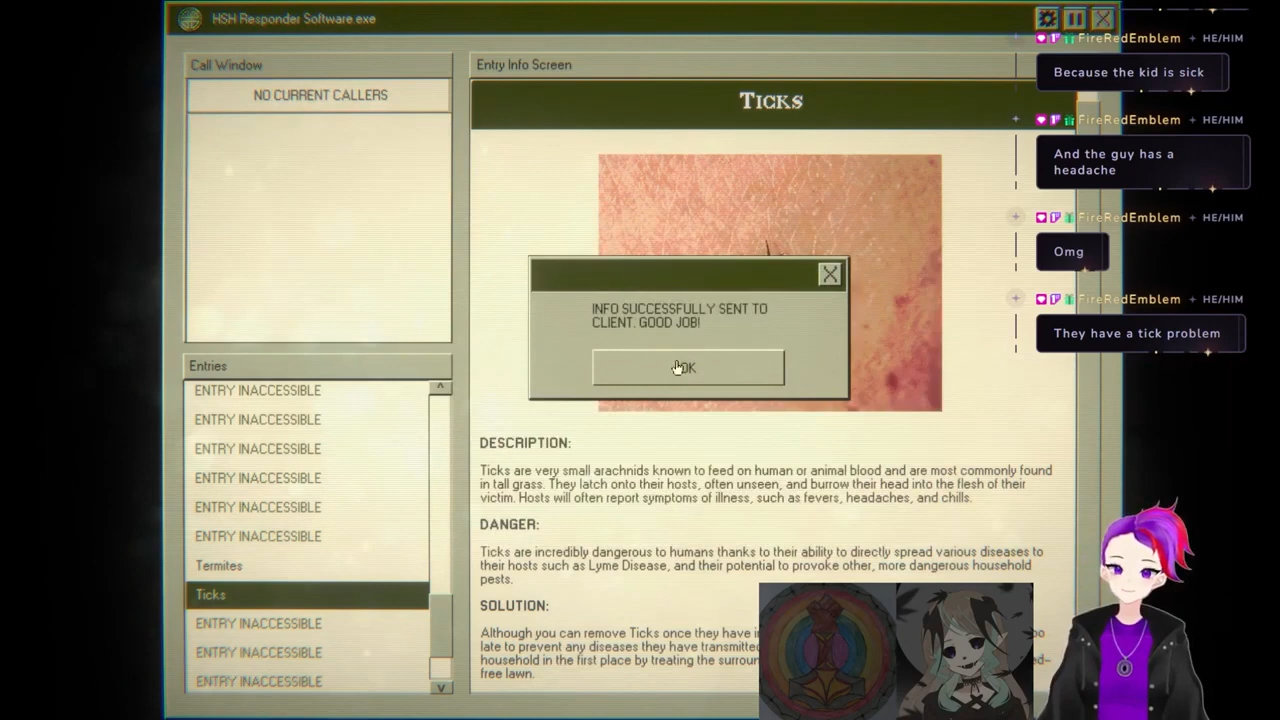 HSH Responder Software.exe
Call Window
NO CURRENT CALLERS
Entries
ENTRY INACCESSIBLE
ENTRY INACCESSIBLE
ENTRY INACCESSIBLE
ENTRY INACCESSIBLE
ENTRY INACCESSIBLE
ENTRY INACCESSIBLE
Termites
Ticks
ENTRY INACCESSIBLE
ENTRY INACCESSIBLE
ENTRY INACCESSIBLE
Entry Info Screen
TICKS
INFO SUCCESSFULLY SENT TO
CLIENT. GOOD JOB!
OK
DESCRIPTION:
Ticks are very small arachnids known to feed on human or animal blood and are most commonly found
in tall grass. They latch onto their hosts, often unseen, and burrow their head into the flesh of their
victim. Hosts will often report symptoms of illness, such as fevers, headaches, and chills.
DANGER:
Ticks are incredibly dangerous to humans thanks to their ability to directly spread various diseases to
their hosts such as Lyme Disease, and their potential to provoke other, more dangerous household
pests.
SOLUTION:
Although you can remove Ticks once they have
late to prevent any diseases they have transmitted
household in the first place by treating the
free lawn.
FireRedEmblem + HE/HIM
Because the kid is sick
FireRedEmblem + HE/HIM
And the guy has a
headache
FireRedEmblem + HE/HIM
Omg
FireRedEmblem + HE/HIM
They have a tick problem